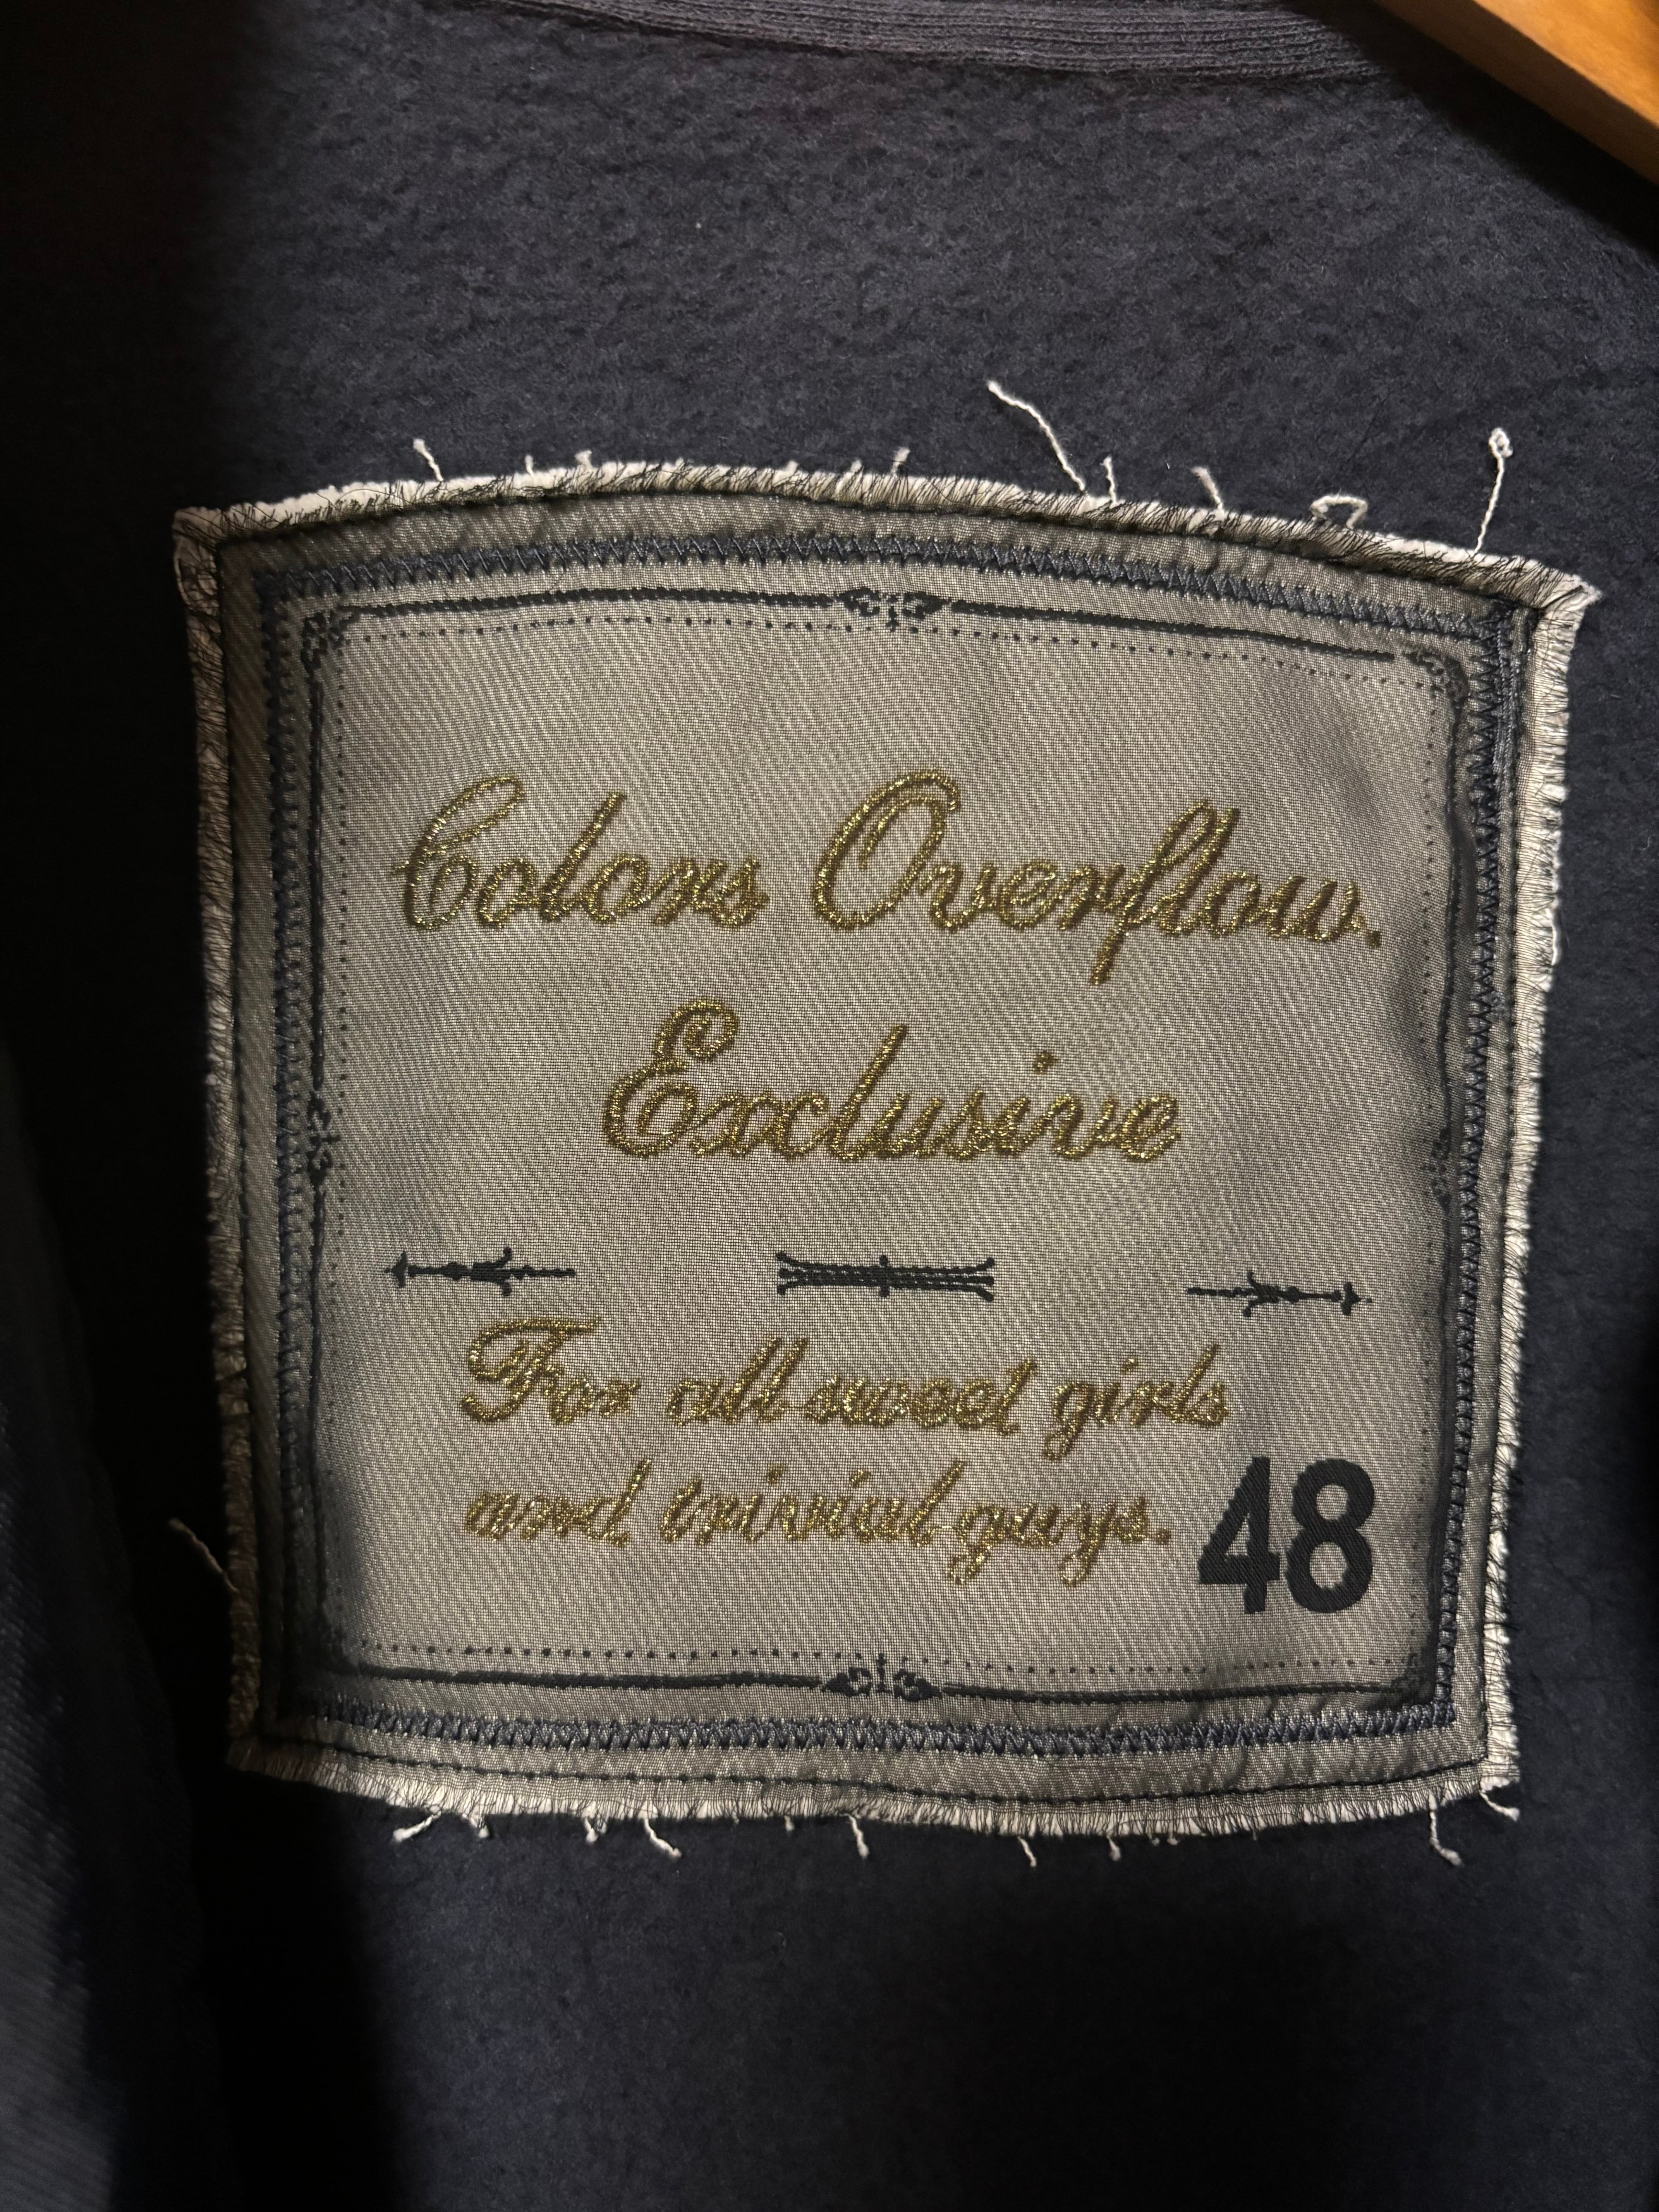 Colors Overflow.
Exclusive
For all sweet girls
and trivial guys.
48